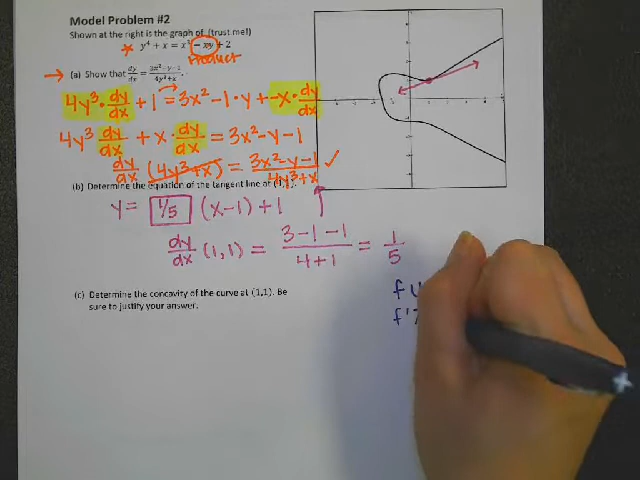 Model Problem #2
Shown at the right is the graph of (trust me!)
* y⁴ + x = x³ − xy + 2
Product
→ (a) Show that dy/dx = (3x²−y−1)/(4y³+x).
4y³ · dy/dx + 1 = 3x² − 1 · y + −x · dy/dx
4y³ dy/dx + x · dy/dx = 3x² − y − 1
dy/dx (4y³+x) = (3x²−y−1)/(4y³+x) ✓
(b) Determine the equation of the tangent line at (1,1).
y = 1/5 (x−1) + 1
dy/dx (1,1) = (3−1−1)/(4+1) = 1/5
(c) Determine the concavity of the curve at (1,1). Be
sure to justify your answer.
f
f'